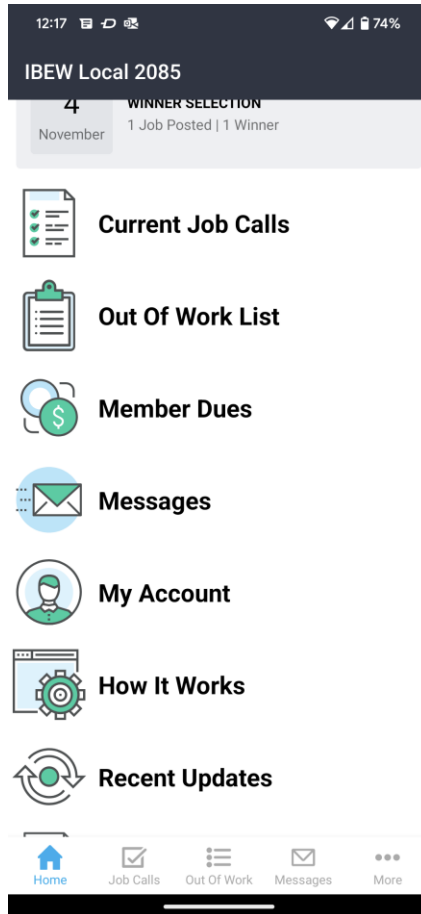 12:17 74%
IBEW Local 2085
4 WINNER SELECTION
November 1 Job Posted | 1 Winner
Current Job Calls
Out Of Work List
Member Dues
$
Messages
My Account
How It Works
Recent Updates
Home Job Calls Out Of Work Messages More